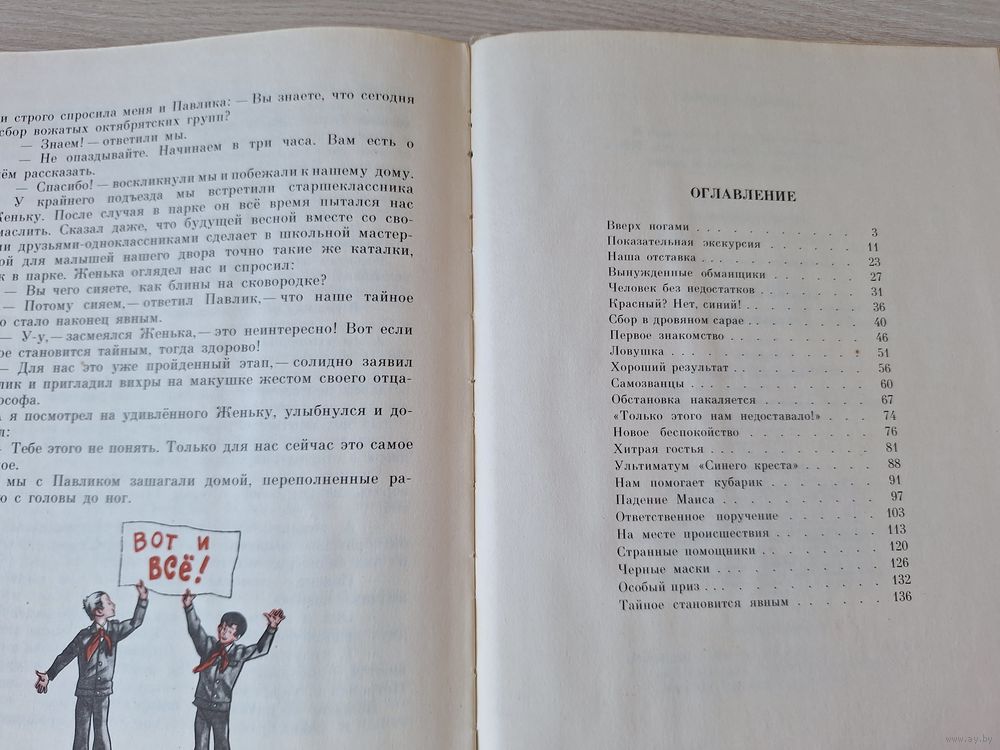 и строго спросила меня и Павлика: — Вы знаете, что сегодня
сбор вожатых октябрятских групп?
— Знаем! — ответили мы.
— Не опаздывайте. Начинаем в три часа. Вам есть о
чём рассказать.
— Спасибо! — воскликнули мы и побежали к нашему дому.
У крайнего подъезда мы встретили старшеклассника
Женьку. После случая в парке он всё время пытался нас
маслить. Сказал даже, что будущей весной вместе со сво-
ми друзьями-одноклассниками сделает в школьной мастер-
ой для малышей нашего двора точно такие же каталки,
к в парке. Женька оглядел нас и спросил:
— Вы чего сияете, как блины на сковородке?
— Потому сияем, — ответил Павлик, — что наше тайное
о стало наконец явным.
— У-у, — засмеялся Женька, — это неинтересно! Вот если
ое становится тайным, тогда здорово!
— Для нас это уже пройденный этап, — солидно заявил
лик и пригладил вихры на макушке жестом своего отца-
ософа.
А я посмотрел на удивлённого Женьку, улыбнулся и до-
л:
— Тебе этого не понять. Только для нас сейчас это самое
ое.
мы с Павликом зашагали домой, переполненные ра-
ю с головы до ног.
ВОТ И
ВСЁ!
ОГЛАВЛЕНИЕ
Вверх ногами . . . . . . . . . . . 3
Показательная экскурсия . . . . . . . 11
Наша отставка . . . . . . . . . . . 23
Вынужденные обманщики . . . . . . . 27
Человек без недостатков . . . . . . . 31
Красный? Нет, синий! . . . . . . . . 36
Сбор в дровяном сарае . . . . . . . . 40
Первое знакомство . . . . . . . . . 46
Ловушка . . . . . . . . . . . . 51
Хороший результат . . . . . . . . . 56
Самозванцы . . . . . . . . . . . 60
Обстановка накаляется . . . . . . . . 67
«Только этого нам недоставало!» . . . . 74
Новое беспокойство . . . . . . . . . 76
Хитрая гостья . . . . . . . . . . 81
Ультиматум «Синего креста» . . . . . . 88
Нам помогает кубарик . . . . . . . . 91
Падение Маиса . . . . . . . . . . 97
Ответственное поручение . . . . . . . 103
На месте происшествия . . . . . . . 113
Странные помощники . . . . . . . . 120
Черные маски . . . . . . . . . . 126
Особый приз . . . . . . . . . . . 132
Тайное становится явным . . . . . . . 136
www.ay.by